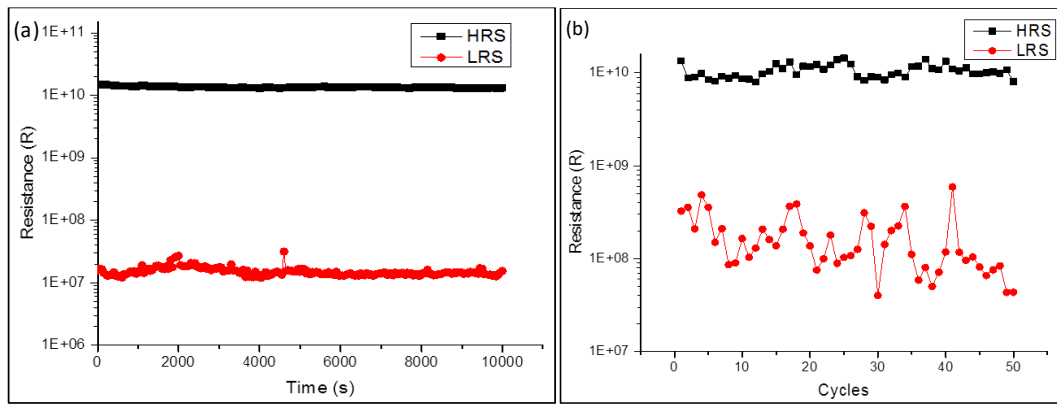 (a)
HRS
LRS
1E+11
1E+10
1E+09
1E+08
1E+07
1E+06
Resistance (R)
0 2000 4000 6000 8000 10000
Time (s)
(b)
HRS
LRS
1E+10
1E+09
1E+08
1E+07
Resistance (R)
0 10 20 30 40 50
Cycles